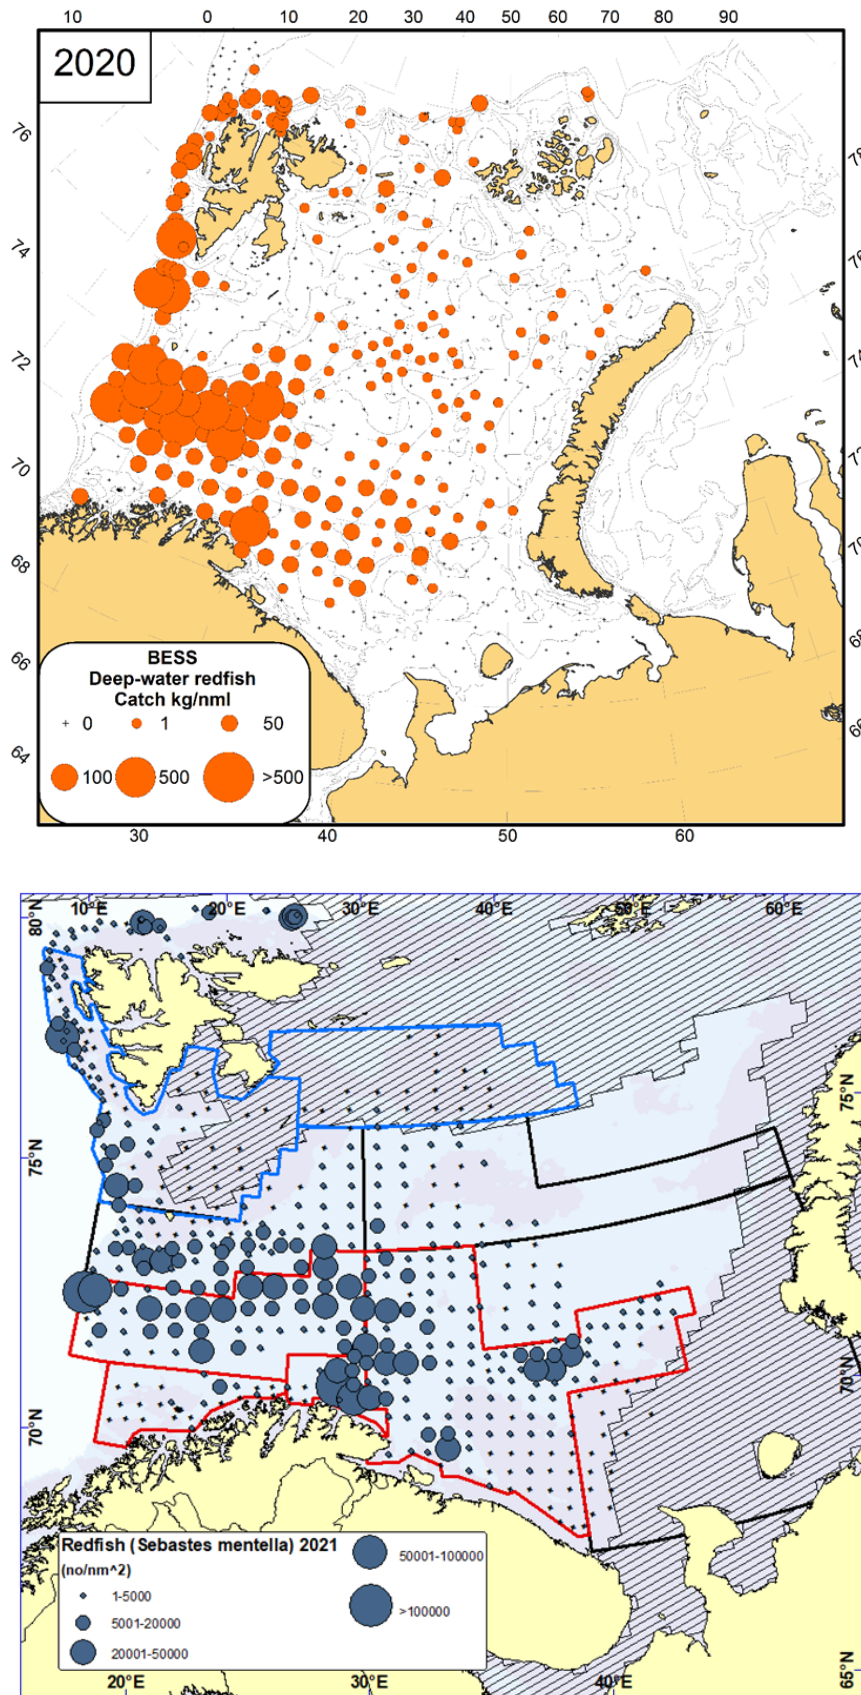 10 0 10 20 30 40 50 60 70 80 90
2020
76
74
72
70
68
66
64
BESS
Deep-water redfish
Catch kg/nml
0 1 50
100 500 >500
30 40 50 60
80°N 10°E 20°E 30°E 40°E 50°E 60°E
75°N 75°N
70°N 70°N
Redfish (Sebastes mentella) 2021
(no/nm^2)
1-5000
5001-20000
20001-50000
50001-100000
>100000
20°E 30°E 40°E 65°N